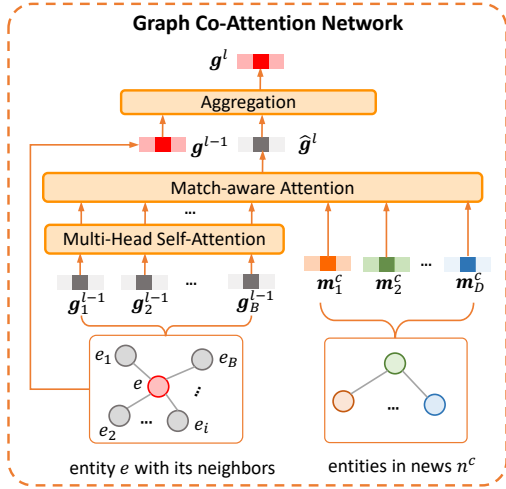 Graph Co-Attention Network
𝒈^l
Aggregation
𝒈^{l−1} ĝ^l
Match-aware Attention
...
Multi-Head Self-Attention
𝒈_1^{l−1} 𝒈_2^{l−1} ... 𝒈_B^{l−1}
𝒎_1^c 𝒎_2^c ... 𝒎_D^c
e_1 e_B
e
⋮
e_2 ... e_i
...
entity e with its neighbors
entities in news n^c